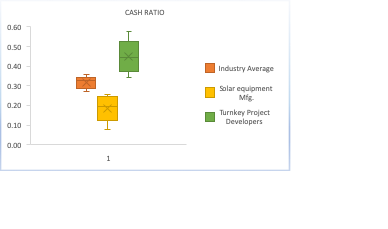 CASH RATIO
0.60
0.50
0.40
0.30
0.20
0.10
0.00
1
Industry Average
Solar equipment
Mfg.
Turnkey Project
Developers